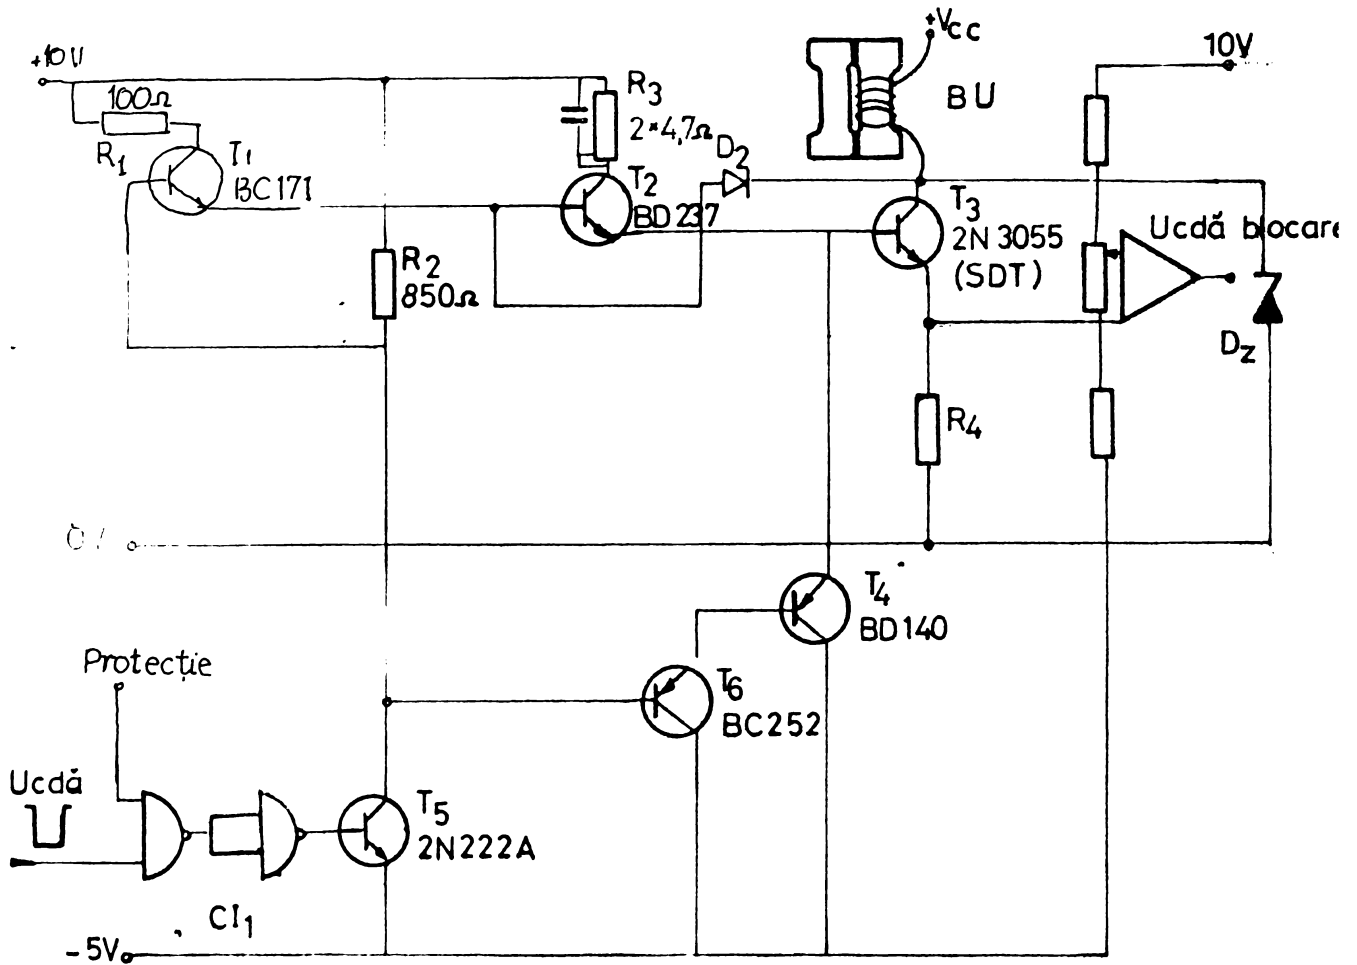 +10V
100Ω
R1
T1
BC171
R3
2*4,7Ω
T2
BD237
D2
+Vcc
BU
10V
T3
2N3055
(SDT)
Ucdă blocare
Dz
R2
850Ω
R4
T4
BD140
Protecție
T6
BC252
Ucdă
T5
2N222A
CI1
-5V